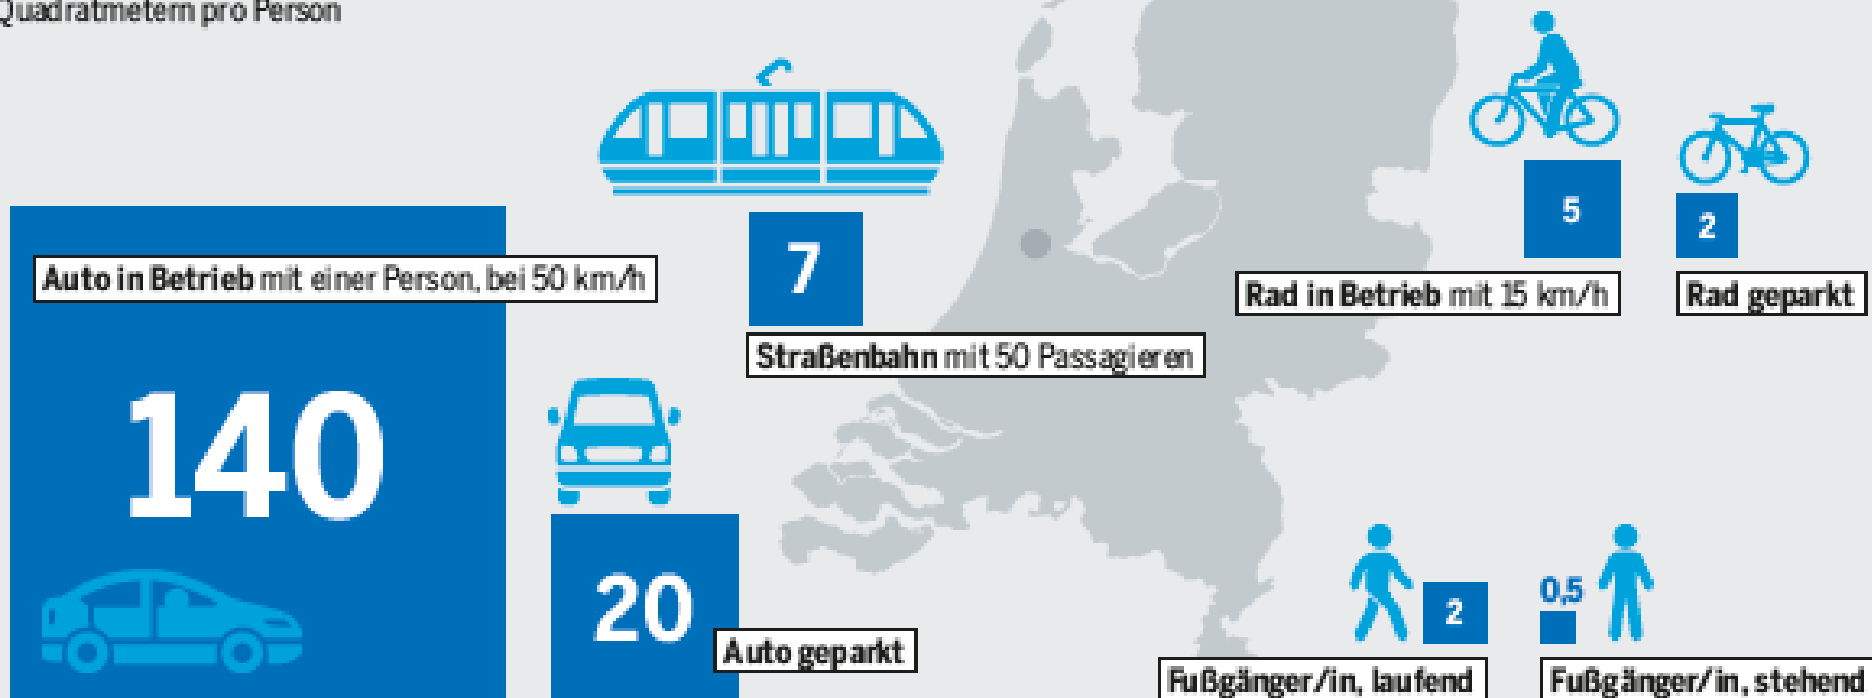 Quadratmetern pro Person
Auto in Betrieb mit einer Person, bei 50 km/h
140
7
Straßenbahn mit 50 Passagieren
20
Auto geparkt
5
Rad in Betrieb mit 15 km/h
2
Rad geparkt
2
Fußgänger/in, laufend
0,5
Fußgänger/in, stehend